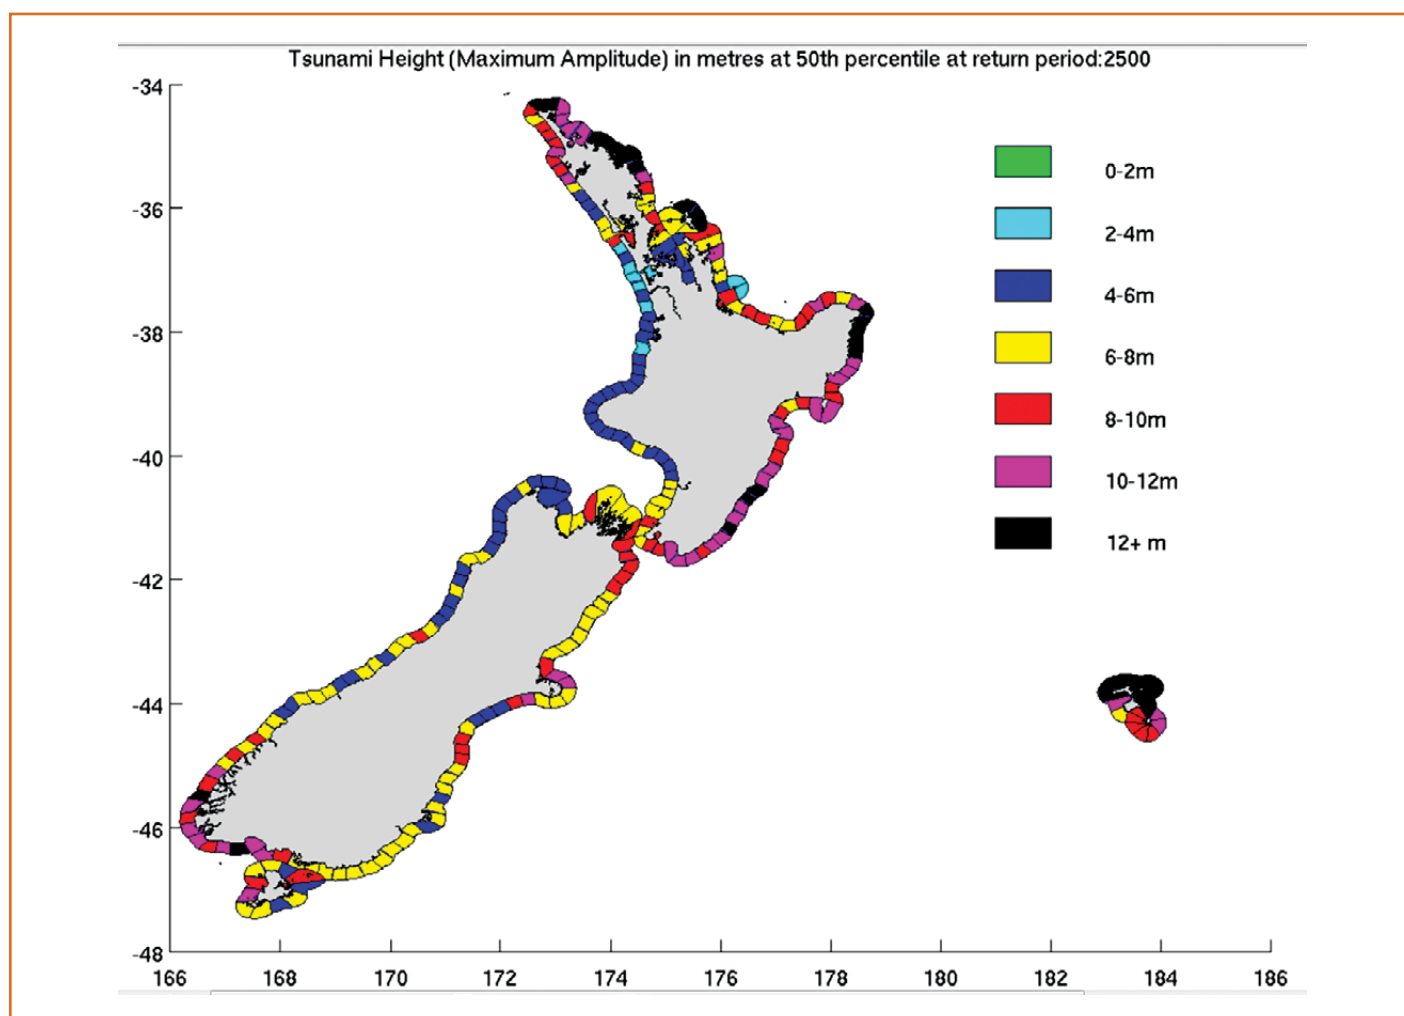 Tsunami Height (Maximum Amplitude) in metres at 50th percentile at return period:2500
-34
-36
-38
-40
-42
-44
-46
-48
0-2m
2-4m
4-6m
6-8m
8-10m
10-12m
12+ m
166 168 170 172 174 176 178 180 182 184 186